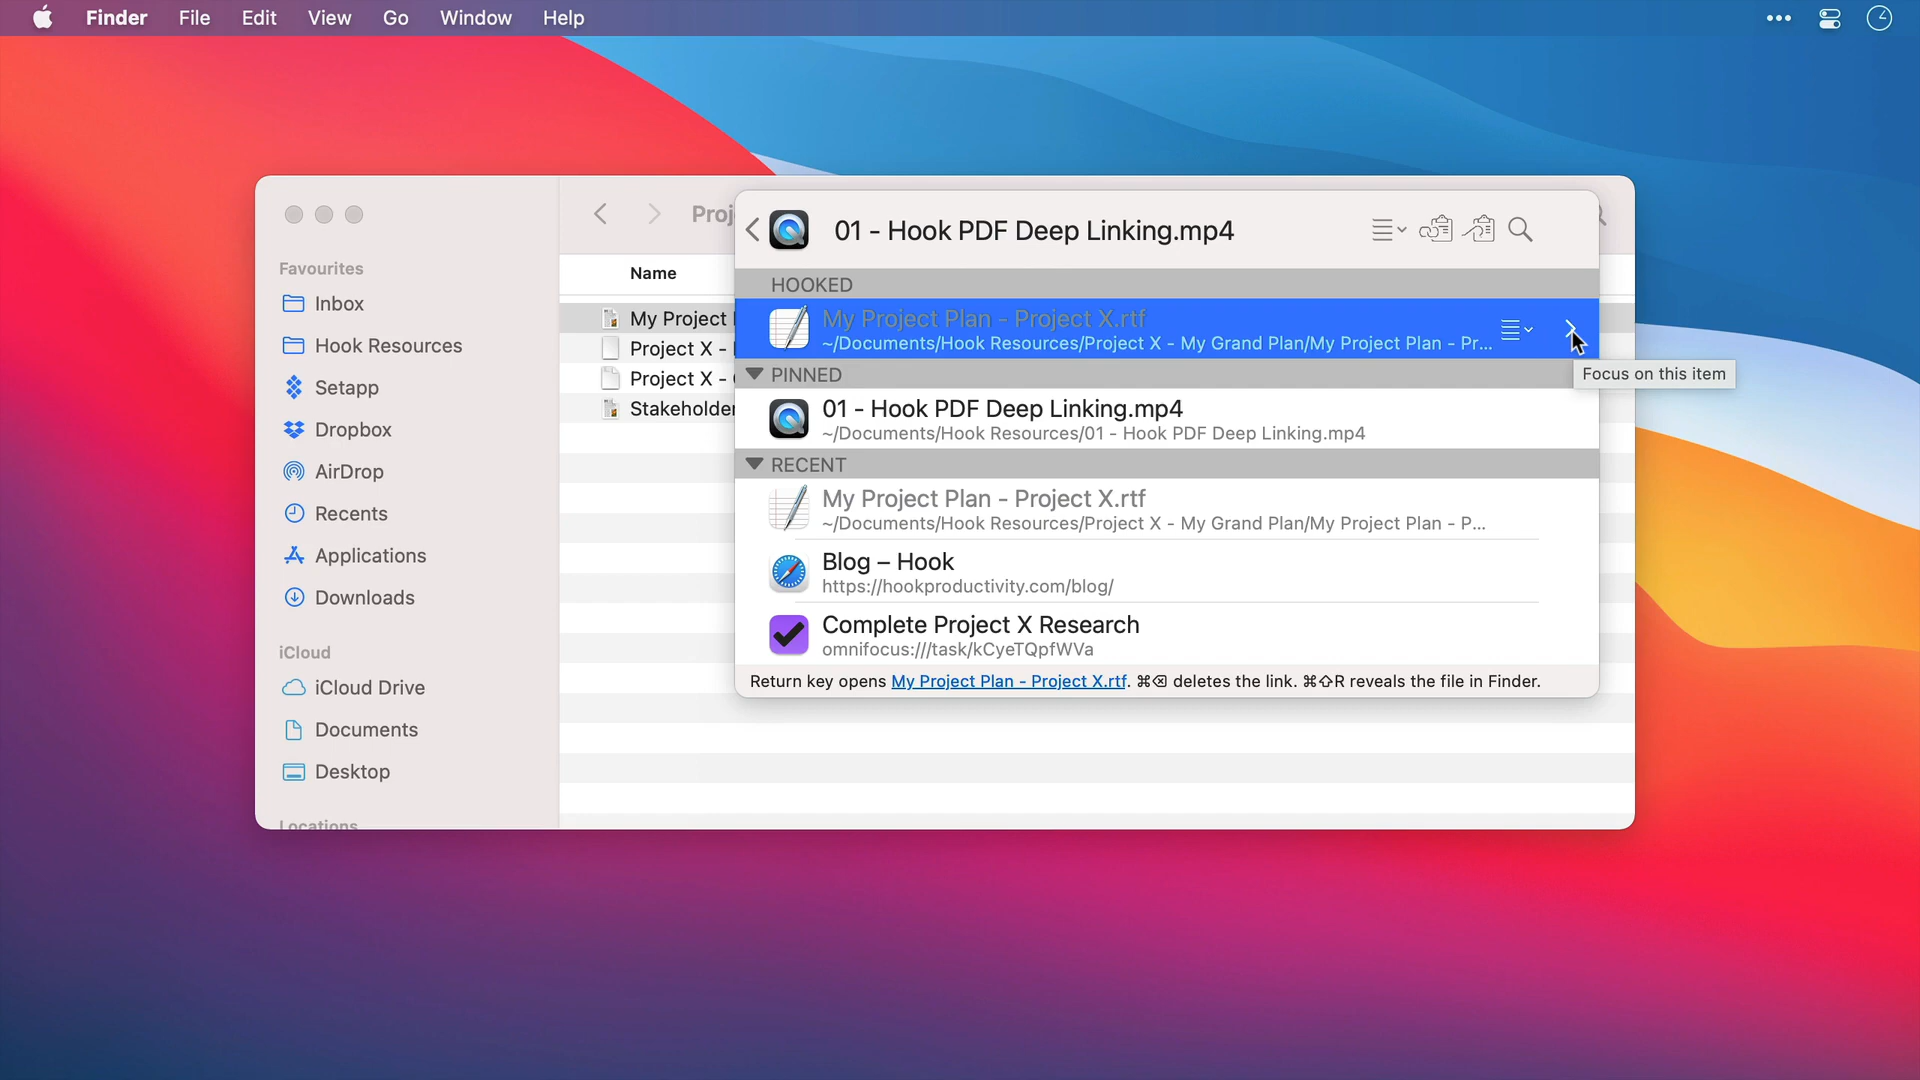 Finder File Edit View Go Window Help
Favourites
Inbox
Hook Resources
Setapp
Dropbox
AirDrop
Recents
Applications
Downloads
iCloud
iCloud Drive
Documents
Desktop
Locations
Proj
Name
My Project
Project X -
Project X -
Stakeholder
01 - Hook PDF Deep Linking.mp4
HOOKED
My Project Plan - Project X.rtf
~/Documents/Hook Resources/Project X - My Grand Plan/My Project Plan - Pr...
Focus on this item
PINNED
01 - Hook PDF Deep Linking.mp4
~/Documents/Hook Resources/01 - Hook PDF Deep Linking.mp4
RECENT
My Project Plan - Project X.rtf
~/Documents/Hook Resources/Project X - My Grand Plan/My Project Plan - P...
Blog – Hook
https://hookproductivity.com/blog/
Complete Project X Research
omnifocus:///task/kCyeTQpfWVa
Return key opens My Project Plan - Project X.rtf. ⌘⌫ deletes the link. ⌘⇧R reveals the file in Finder.